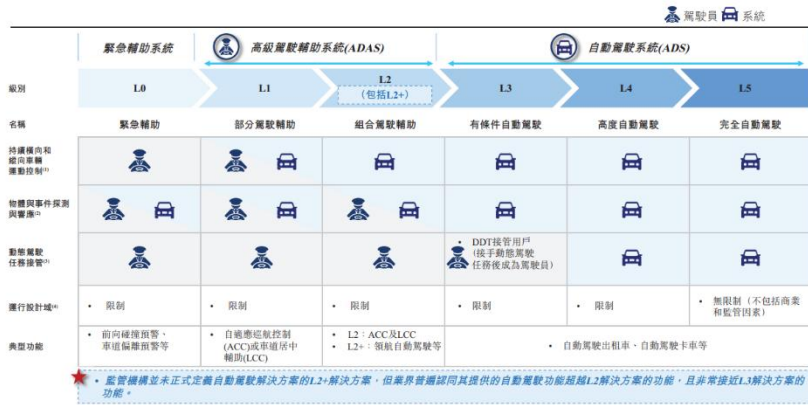 駕駛員 系統
緊急輔助系統 高級駕駛輔助系統(ADAS) 自動駕駛系統(ADS)
級別 L0 L1 L2 L3 L4 L5
(包括L2+)
名稱 緊急輔助 部分駕駛輔助 組合駕駛輔助 有條件自動駕駛 高度自動駕駛 完全自動駕駛
持續橫向和
縱向車輛
運動控制(1)
物體與事件探測
與響應(2)
動態駕駛
任務接管(3)
• DDT接管用戶
(接手動態駕駛
任務後成為駕駛員)
運行設計域(4) • 限制 • 限制 • 限制 • 限制 • 限制 • 無限制(不包括商業
和監管因素)
典型功能 • 前向碰撞預警、
車道偏離預警等
• 自適應巡航控制
(ACC)或車道居中
輔助(LCC)
• L2:ACC及LCC
• L2+:領航自動駕駛等
• 自動駕駛出租車、自動駕駛卡車等
• 監管機構並未正式定義自動駕駛解決方案的L2+解決方案,但業界普遍認同其提供的自動駕駛功能超越L2解決方案的功能,且非常接近L3解決方案的
功能。